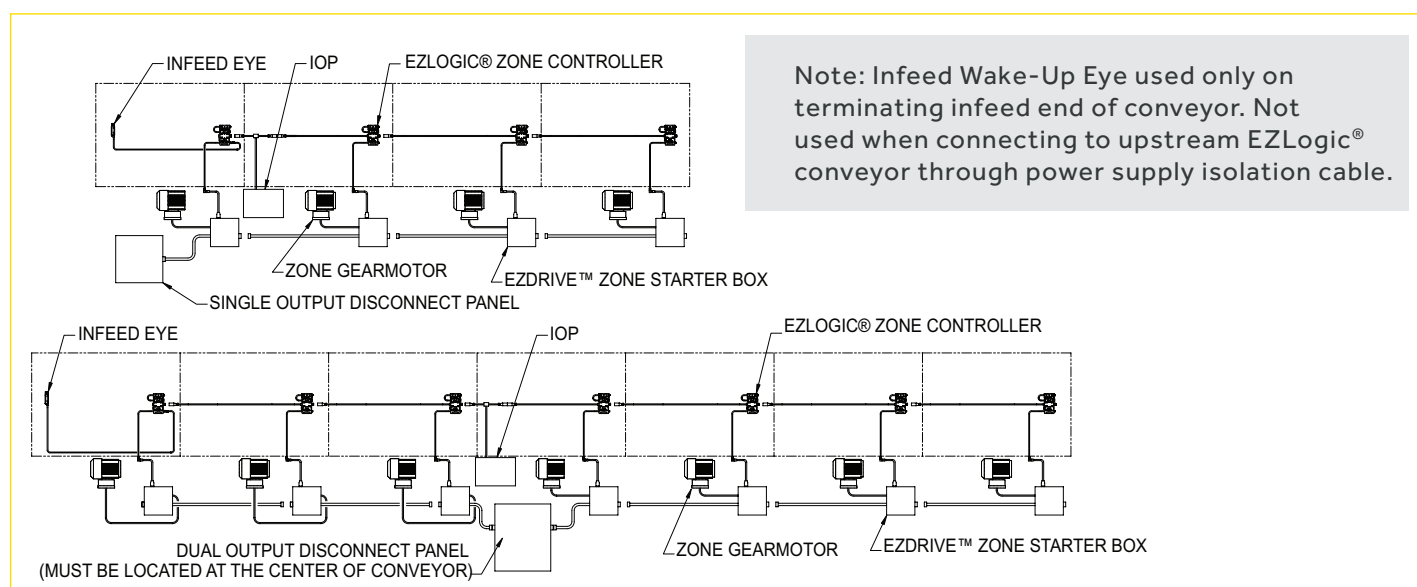 INFEED EYE
IOP
EZLOGIC® ZONE CONTROLLER
Note: Infeed Wake-Up Eye used only on
terminating infeed end of conveyor. Not
used when connecting to upstream EZLogic®
conveyor through power supply isolation cable.
ZONE GEARMOTOR
EZDRIVE™ ZONE STARTER BOX
SINGLE OUTPUT DISCONNECT PANEL
INFEED EYE
IOP
EZLOGIC® ZONE CONTROLLER
DUAL OUTPUT DISCONNECT PANEL
(MUST BE LOCATED AT THE CENTER OF CONVEYOR)
ZONE GEARMOTOR
EZDRIVE™ ZONE STARTER BOX